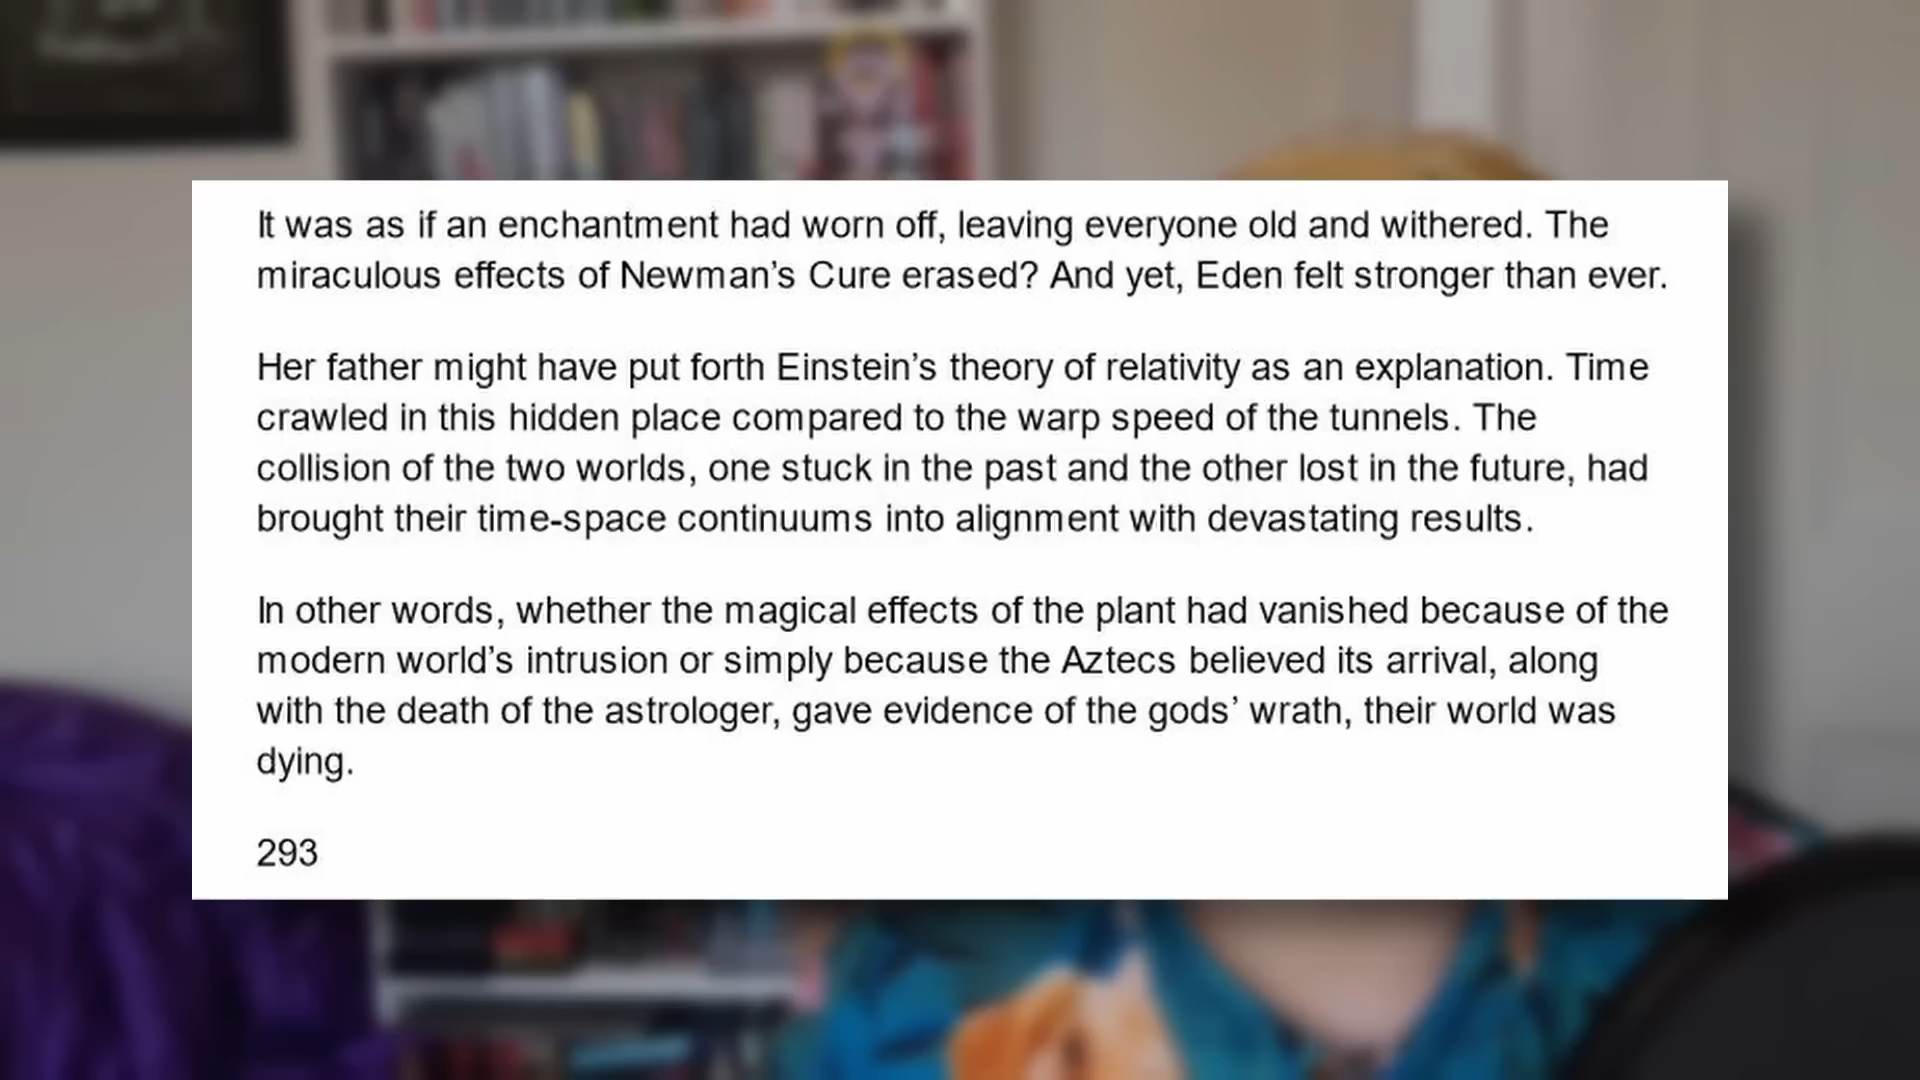 It was as if an enchantment had worn off, leaving everyone old and withered. The
miraculous effects of Newman’s Cure erased? And yet, Eden felt stronger than ever.
Her father might have put forth Einstein’s theory of relativity as an explanation. Time
crawled in this hidden place compared to the warp speed of the tunnels. The
collision of the two worlds, one stuck in the past and the other lost in the future, had
brought their time-space continuums into alignment with devastating results.
In other words, whether the magical effects of the plant had vanished because of the
modern world’s intrusion or simply because the Aztecs believed its arrival, along
with the death of the astrologer, gave evidence of the gods’ wrath, their world was
dying.
293